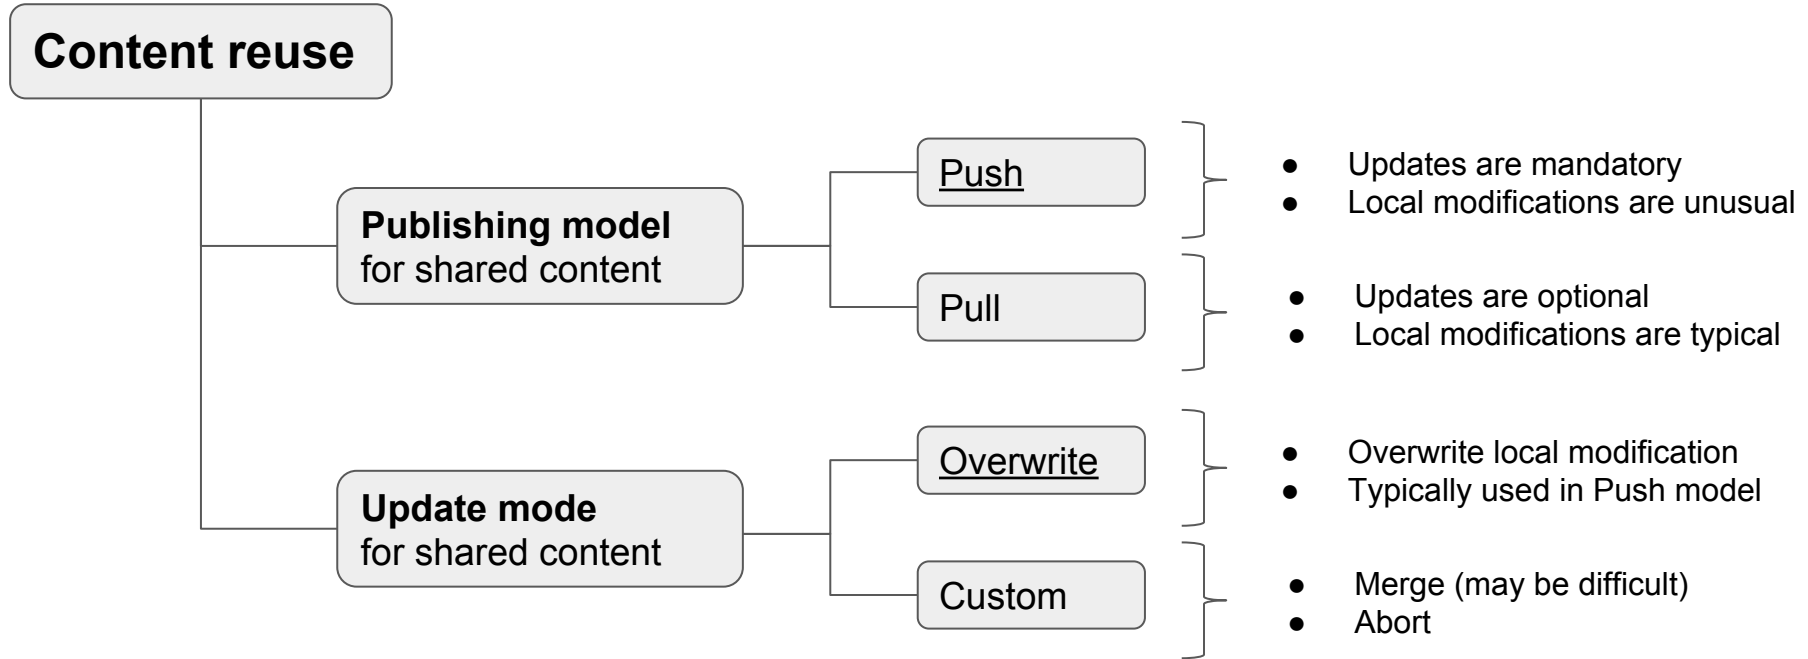 Content reuse
Publishing model
for shared content
Push
● Updates are mandatory
● Local modifications are unusual
Pull
● Updates are optional
● Local modifications are typical
Update mode
for shared content
Overwrite
● Overwrite local modification
● Typically used in Push model
Custom
● Merge (may be difficult)
● Abort